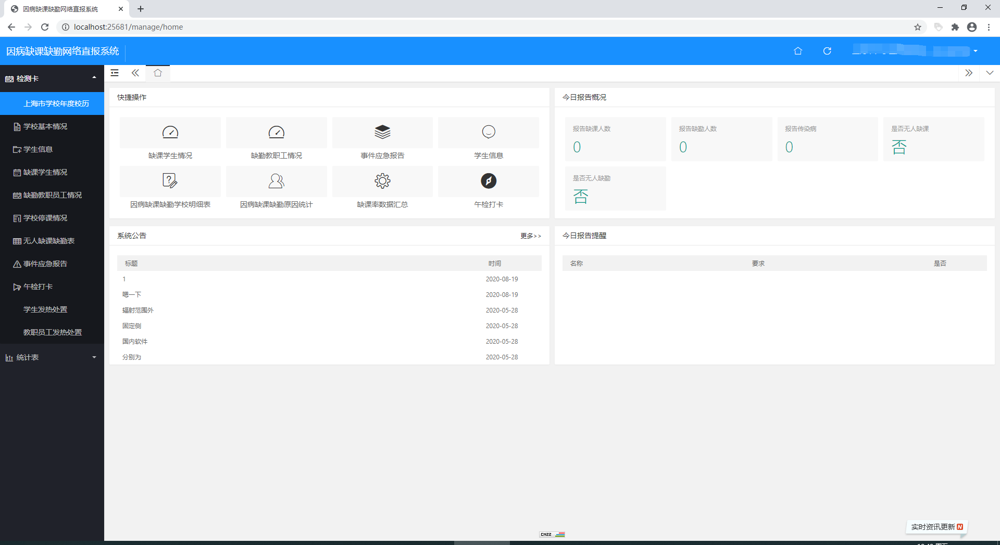 因病缺课缺勤网络直报系统
localhost:25681/manage/home
因病缺课缺勤网络直报系统
检测卡
上海市学校年度校历
学校基本情况
学生信息
缺课学生情况
缺勤教职员工情况
学校停课情况
无人缺课缺勤表
事件应急报告
午检打卡
学生发热处置
教职员工发热处置
统计表
快捷操作
缺课学生情况
缺勤教职工情况
事件应急报告
学生信息
因病缺课缺勤学校明细表
因病缺课缺勤原因统计
缺课率数据汇总
午检打卡
今日报告概况
报告缺课人数
0
报告缺勤人数
0
报告传染病
0
是否无人缺课
否
是否无人缺勤
否
系统公告
更多>>
标题 时间
1 2020-08-19
嗯一下 2020-08-19
辐射范围外 2020-05-28
固定侧 2020-05-28
国内软件 2020-05-28
分别为 2020-05-28
今日报告提醒
名称 要求 是否
CNZZ
实时资讯更新 N